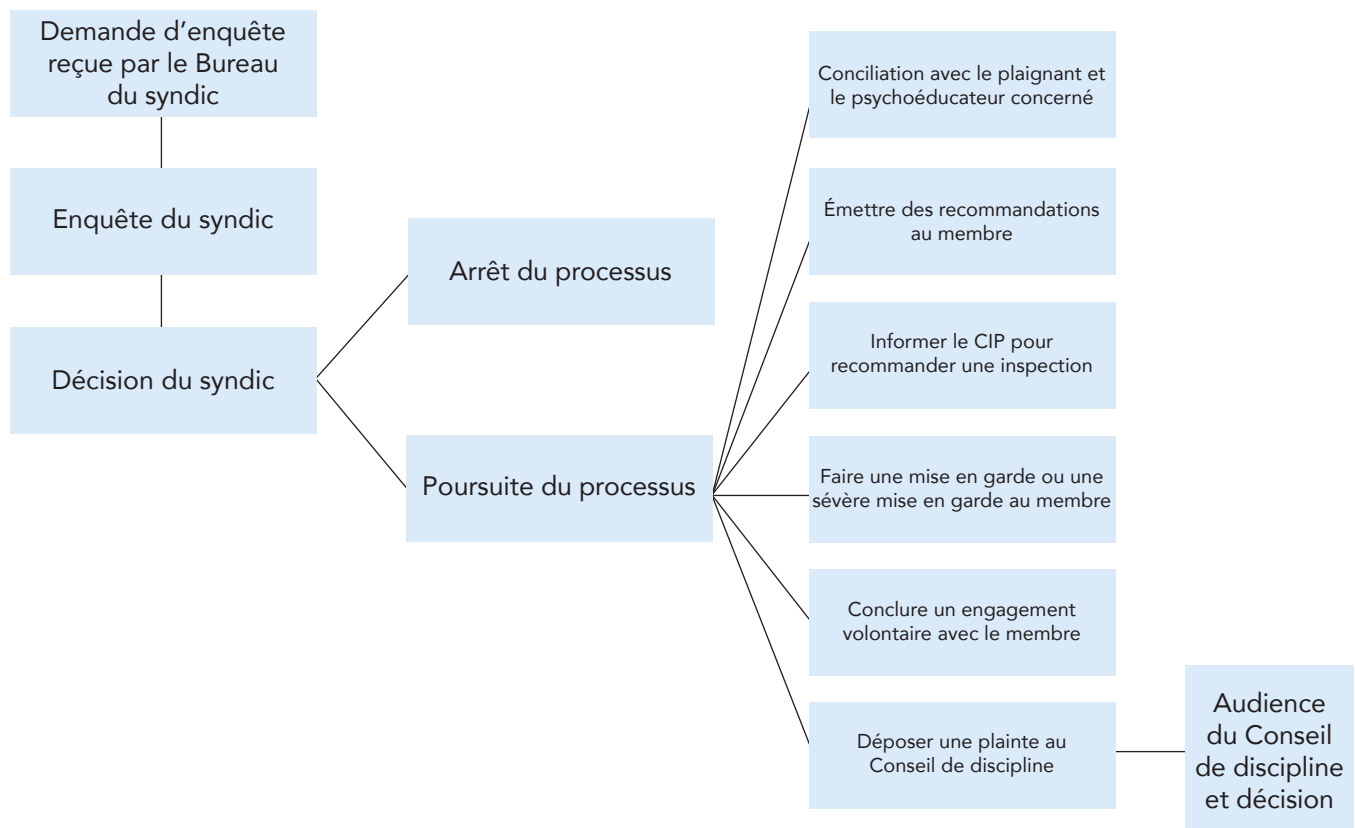 Demande d’enquête
reçue par le Bureau
du syndic
Enquête du syndic
Décision du syndic
Arrêt du processus
Poursuite du processus
Conciliation avec le plaignant et
le psychoéducateur concerné
Émettre des recommandations
au membre
Informer le CIP pour
recommander une inspection
Faire une mise en garde ou une
sévère mise en garde au membre
Conclure un engagement
volontaire avec le membre
Déposer une plainte au
Conseil de discipline
Audience
du Conseil
de discipline
et décision